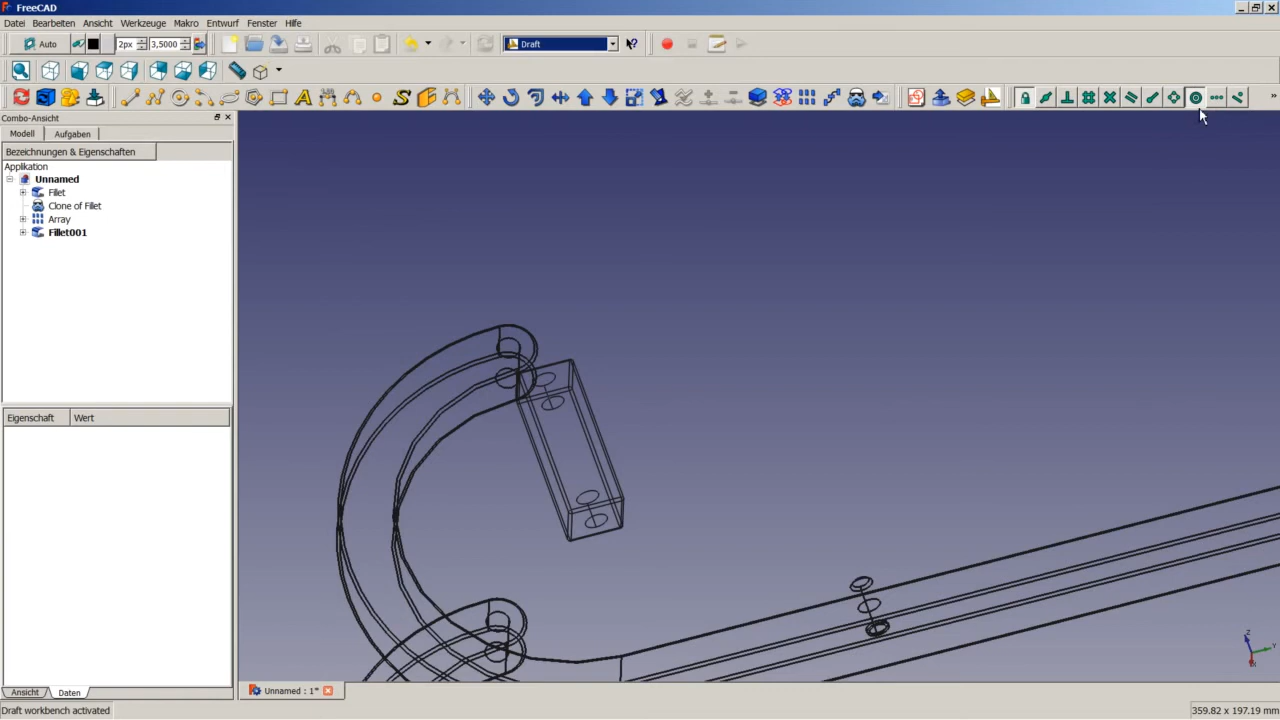 FreeCAD
Datei Bearbeiten Ansicht Werkzeuge Makro Entwurf Fenster Hilfe
Auto 2px 3,5000 Draft
Combo-Ansicht
Modell Aufgaben
Bezeichnungen & Eigenschaften
Applikation
Unnamed
Fillet
Clone of Fillet
Array
Fillet001
Eigenschaft Wert
Ansicht Daten
Unnamed : 1*
Draft workbench activated
359.82 x 197.19 mm